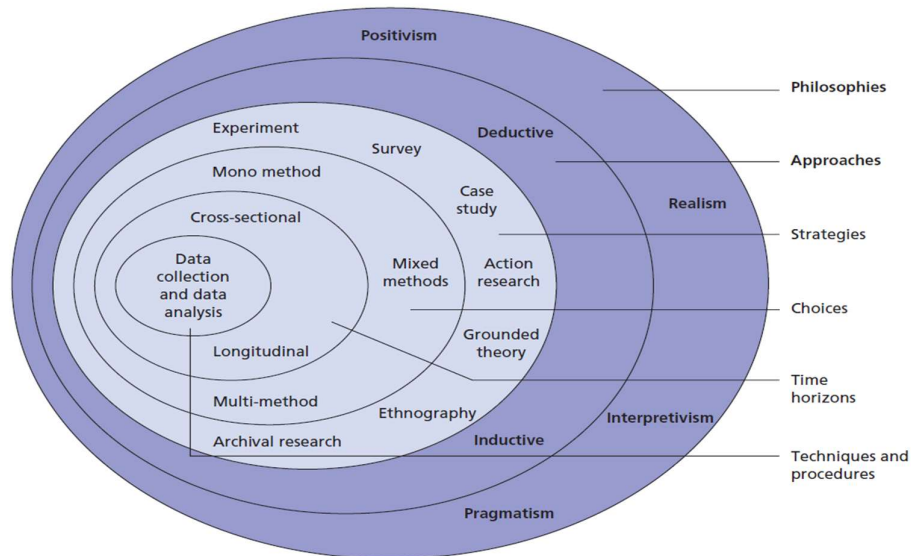 Positivism
Philosophies
Experiment
Deductive
Survey
Approaches
Mono method
Case
study
Realism
Cross-sectional
Strategies
Data
collection
and data
analysis
Mixed
methods
Action
research
Choices
Grounded
theory
Longitudinal
Time
horizons
Multi-method
Ethnography
Interpretivism
Archival research
Inductive
Techniques and
procedures
Pragmatism